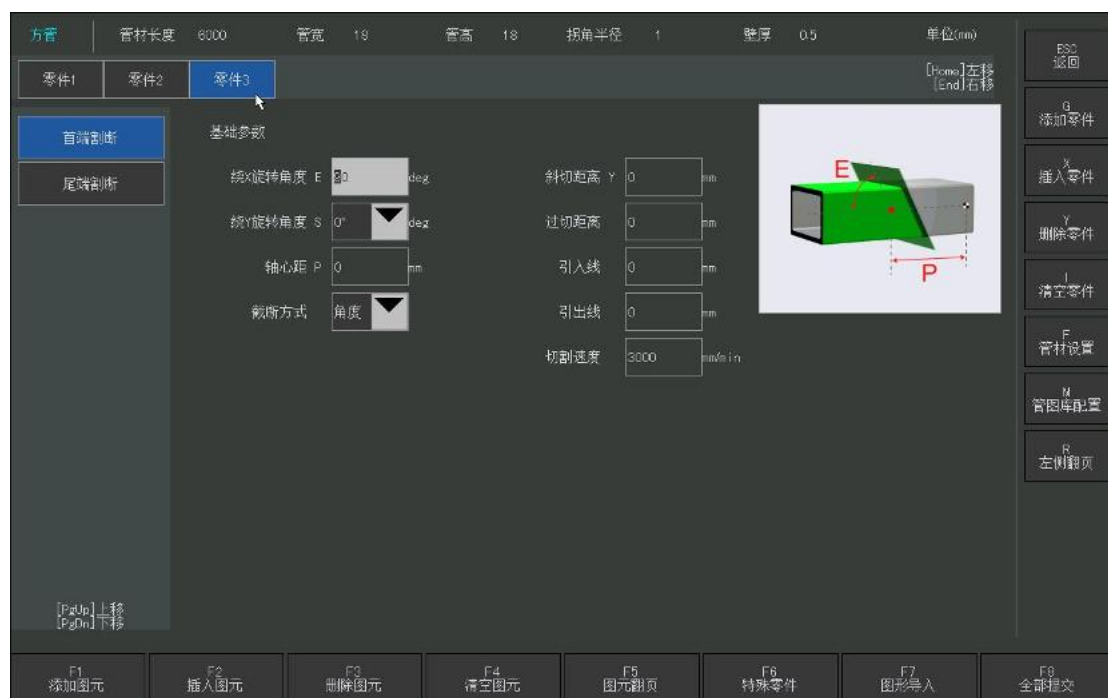 方管 管材长度 6000 管宽 18 管高 18 拐角半径 1 壁厚 0.5 单位(mm)
零件1 零件2 零件3
[Home]左移
[End]右移
首端割断
尾端割断
基础参数
绕X旋转角度 E deg
绕Y旋转角度 S 0° deg
轴心距 P 0 mm
截断方式 角度
斜切距离 Y 0 mm
过切距离 0 mm
引入线 0 mm
引出线 0 mm
切割速度 3000 mm/min
E
P
[PgUp]上移
[PgDn]下移
ESC
返回
G
添加零件
X
插入零件
Y
删除零件
I
清空零件
F
管材设置
M
管图库配置
R
左侧翻页
F1
添加图元
F2
插入图元
F3
删除图元
F4
清空图元
F5
图元翻页
F6
特殊零件
F7
图形导入
F8
全部提交